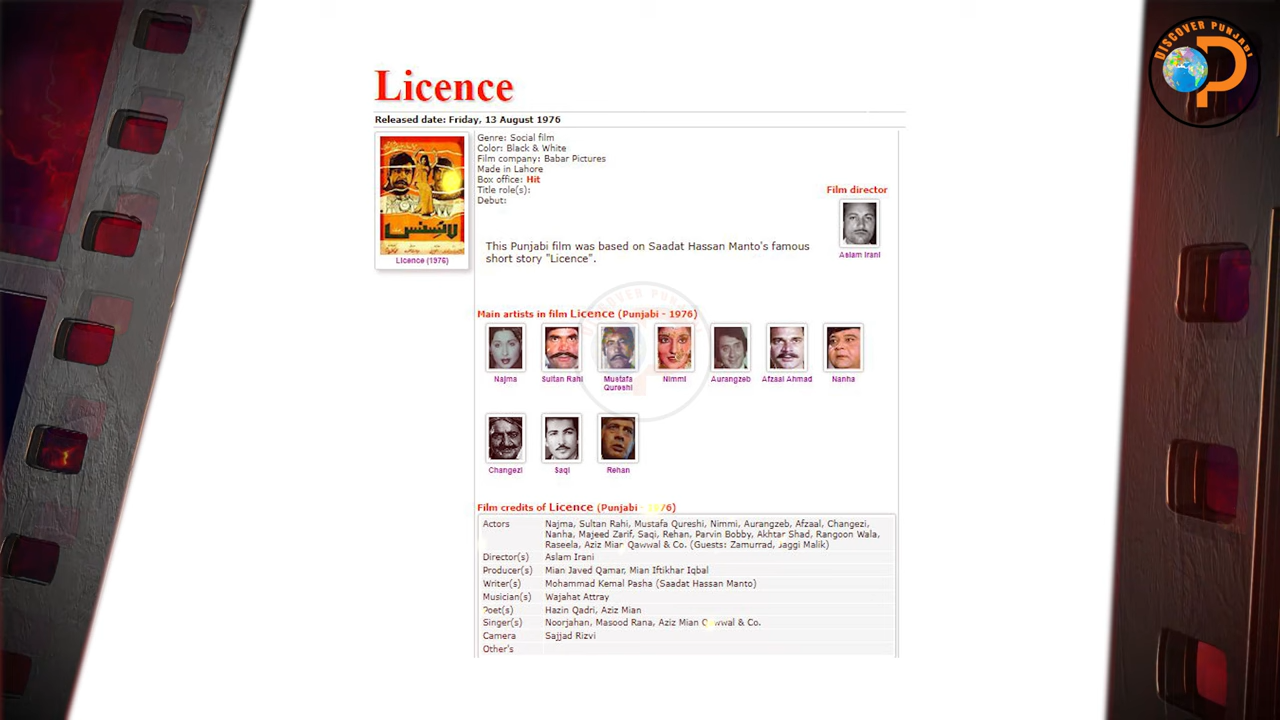 DISCOVER PUNJABI
Licence
Released date: Friday, 13 August 1976
Genre: Social film
Color: Black & White
Film company: Babar Pictures
Made in Lahore
Box office: Hit
Title role(s):
Debut:
Film director
Aslam Irani
لائسنس
Licence (1976)
This Punjabi film was based on Saadat Hassan Manto's famous
short story "Licence".
DISCOVER PUNJABI
Main artists in film Licence (Punjabi - 1976)
Najma Sultan Rahi Mustafa Qureshi Nimmi Aurangzeb Afzaal Ahmad Nanha
Changezi Saqi Rehan
Film credits of Licence (Punjabi - 1976)
Actors Najma, Sultan Rahi, Mustafa Qureshi, Nimmi, Aurangzeb, Afzaal, Changezi,
Nanha, Majeed Zarif, Saqi, Rehan, Parvin Bobby, Akhtar Shad, Rangoon Wala,
Raseela, Aziz Mian Qawwal & Co. (Guests: Zamurrad, Jaggi Malik)
Director(s) Aslam Irani
Producer(s) Mian Javed Qamar, Mian Iftikhar Iqbal
Writer(s) Mohammad Kemal Pasha (Saadat Hassan Manto)
Musician(s) Wajahat Attray
Poet(s) Hazin Qadri, Aziz Mian
Singer(s) Noorjahan, Masood Rana, Aziz Mian Qawwal & Co.
Camera Sajjad Rizvi
Other's